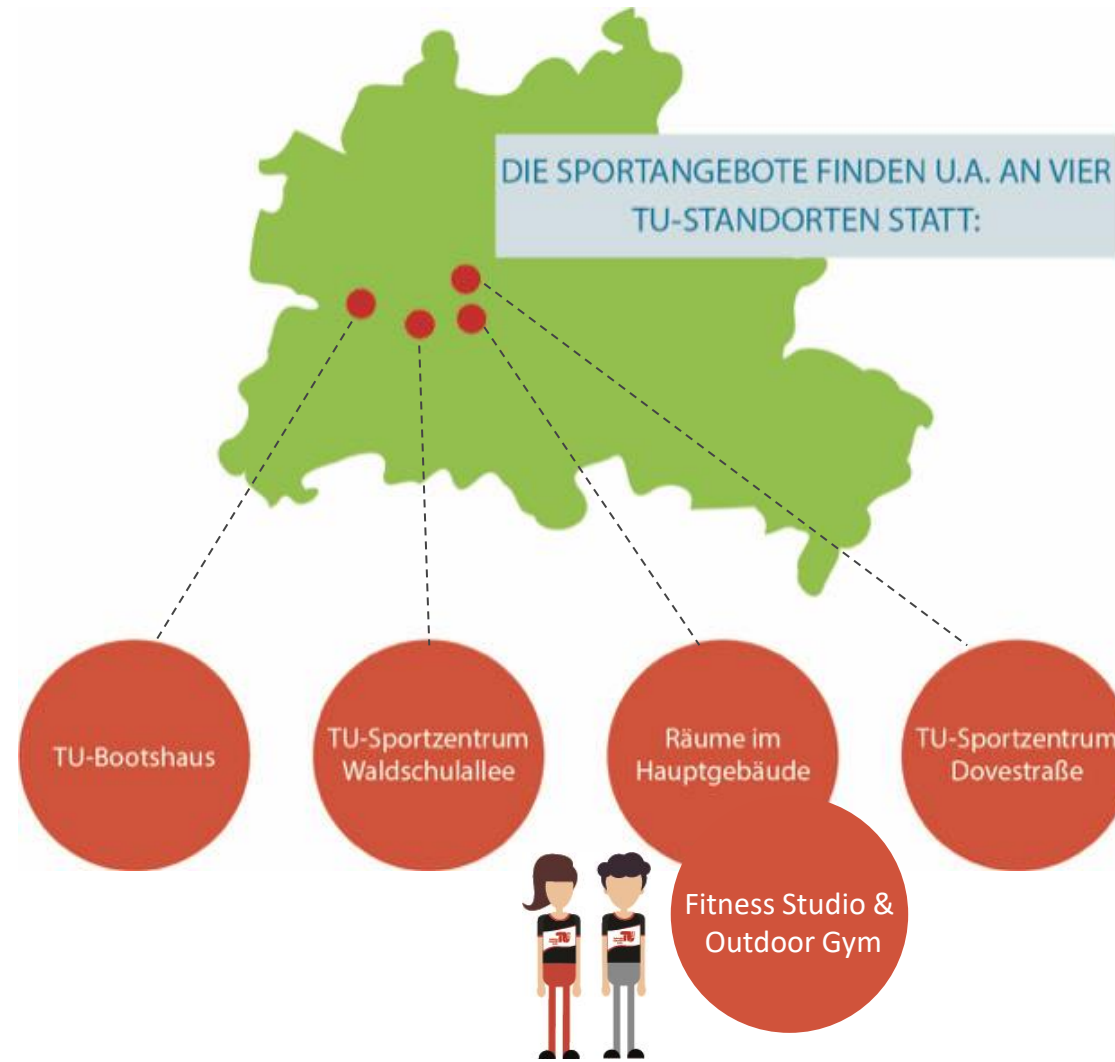 DIE SPORTANGEBOTE FINDEN U.A. AN VIER
TU-STANDORTEN STATT:
TU-Bootshaus
TU-Sportzentrum
Waldschulallee
Räume im
Hauptgebäude
TU-Sportzentrum
Dovestraße
Fitness Studio &
Outdoor Gym